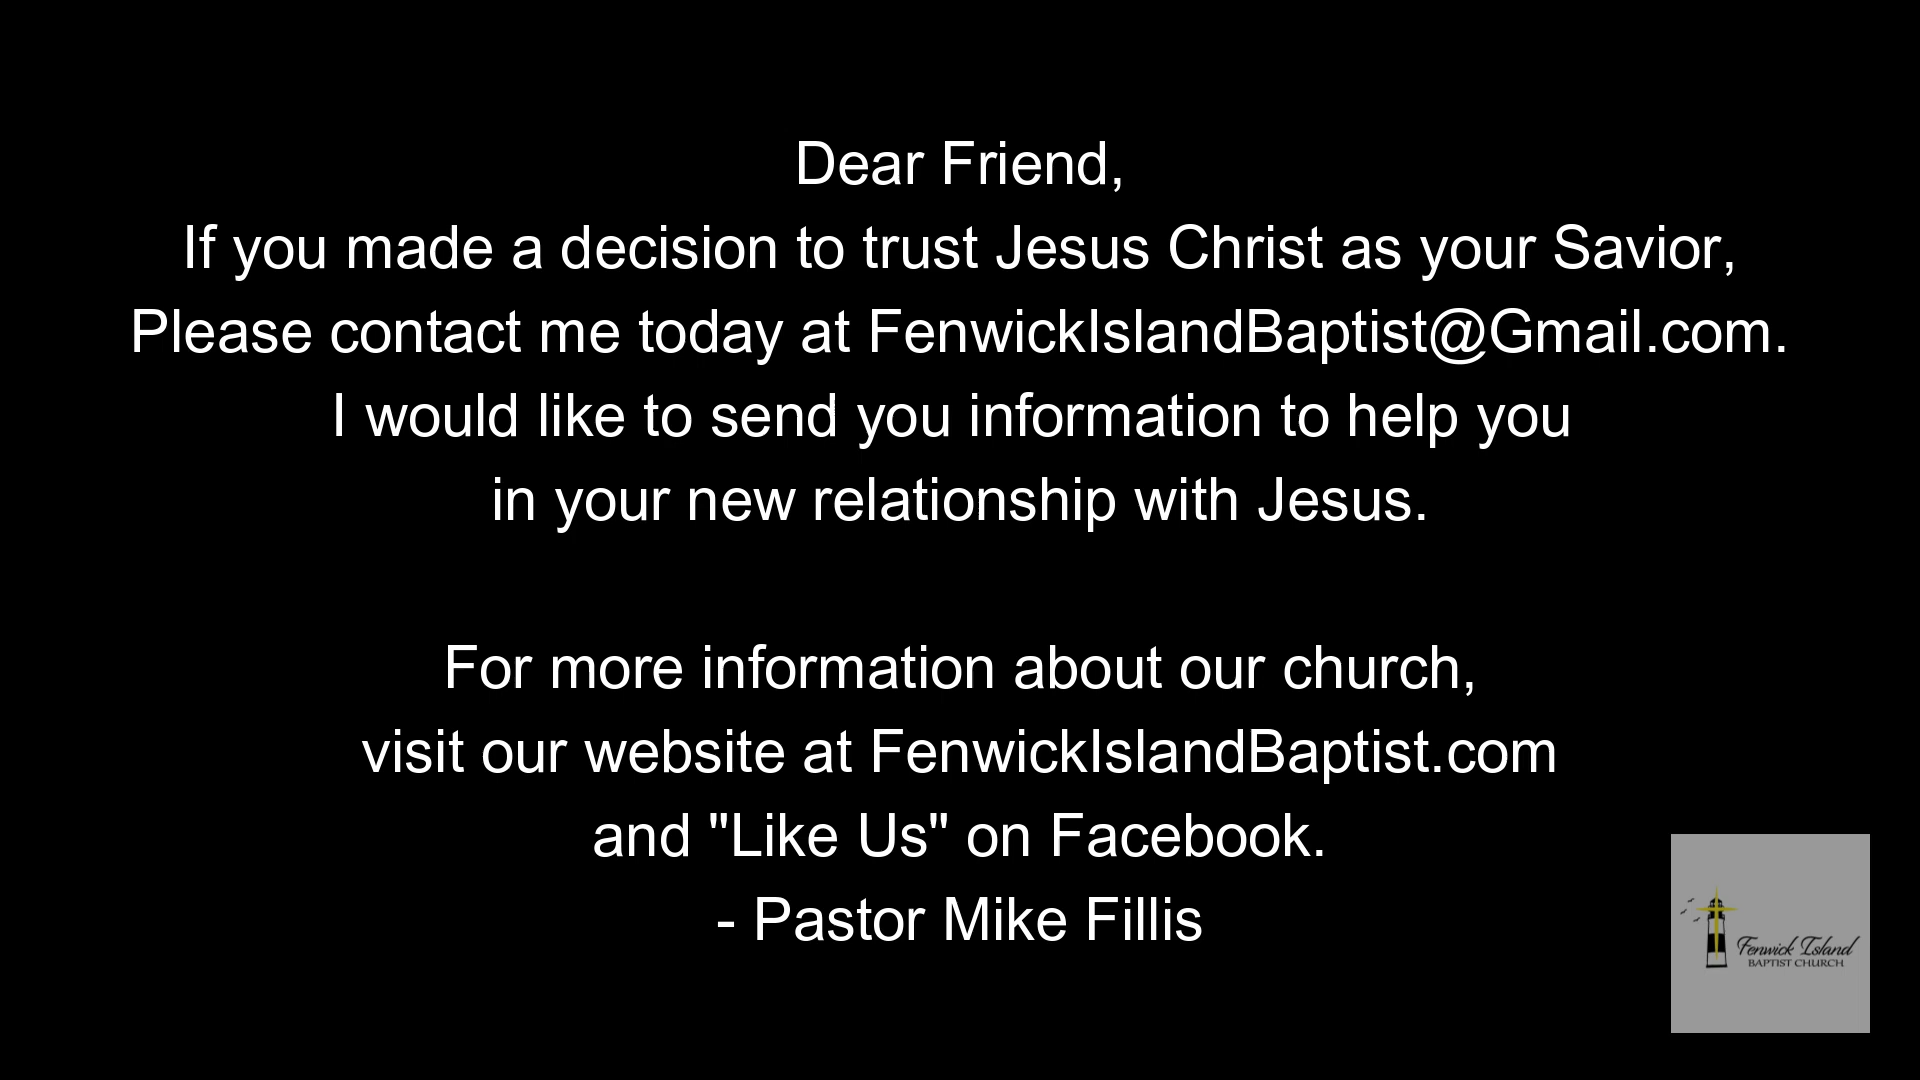 Dear Friend,
If you made a decision to trust Jesus Christ as your Savior,
Please contact me today at FenwickIslandBaptist@Gmail.com.
I would like to send you information to help you
in your new relationship with Jesus.
For more information about our church,
visit our website at FenwickIslandBaptist.com
and "Like Us" on Facebook.
- Pastor Mike Fillis
Fenwick Island
BAPTIST CHURCH